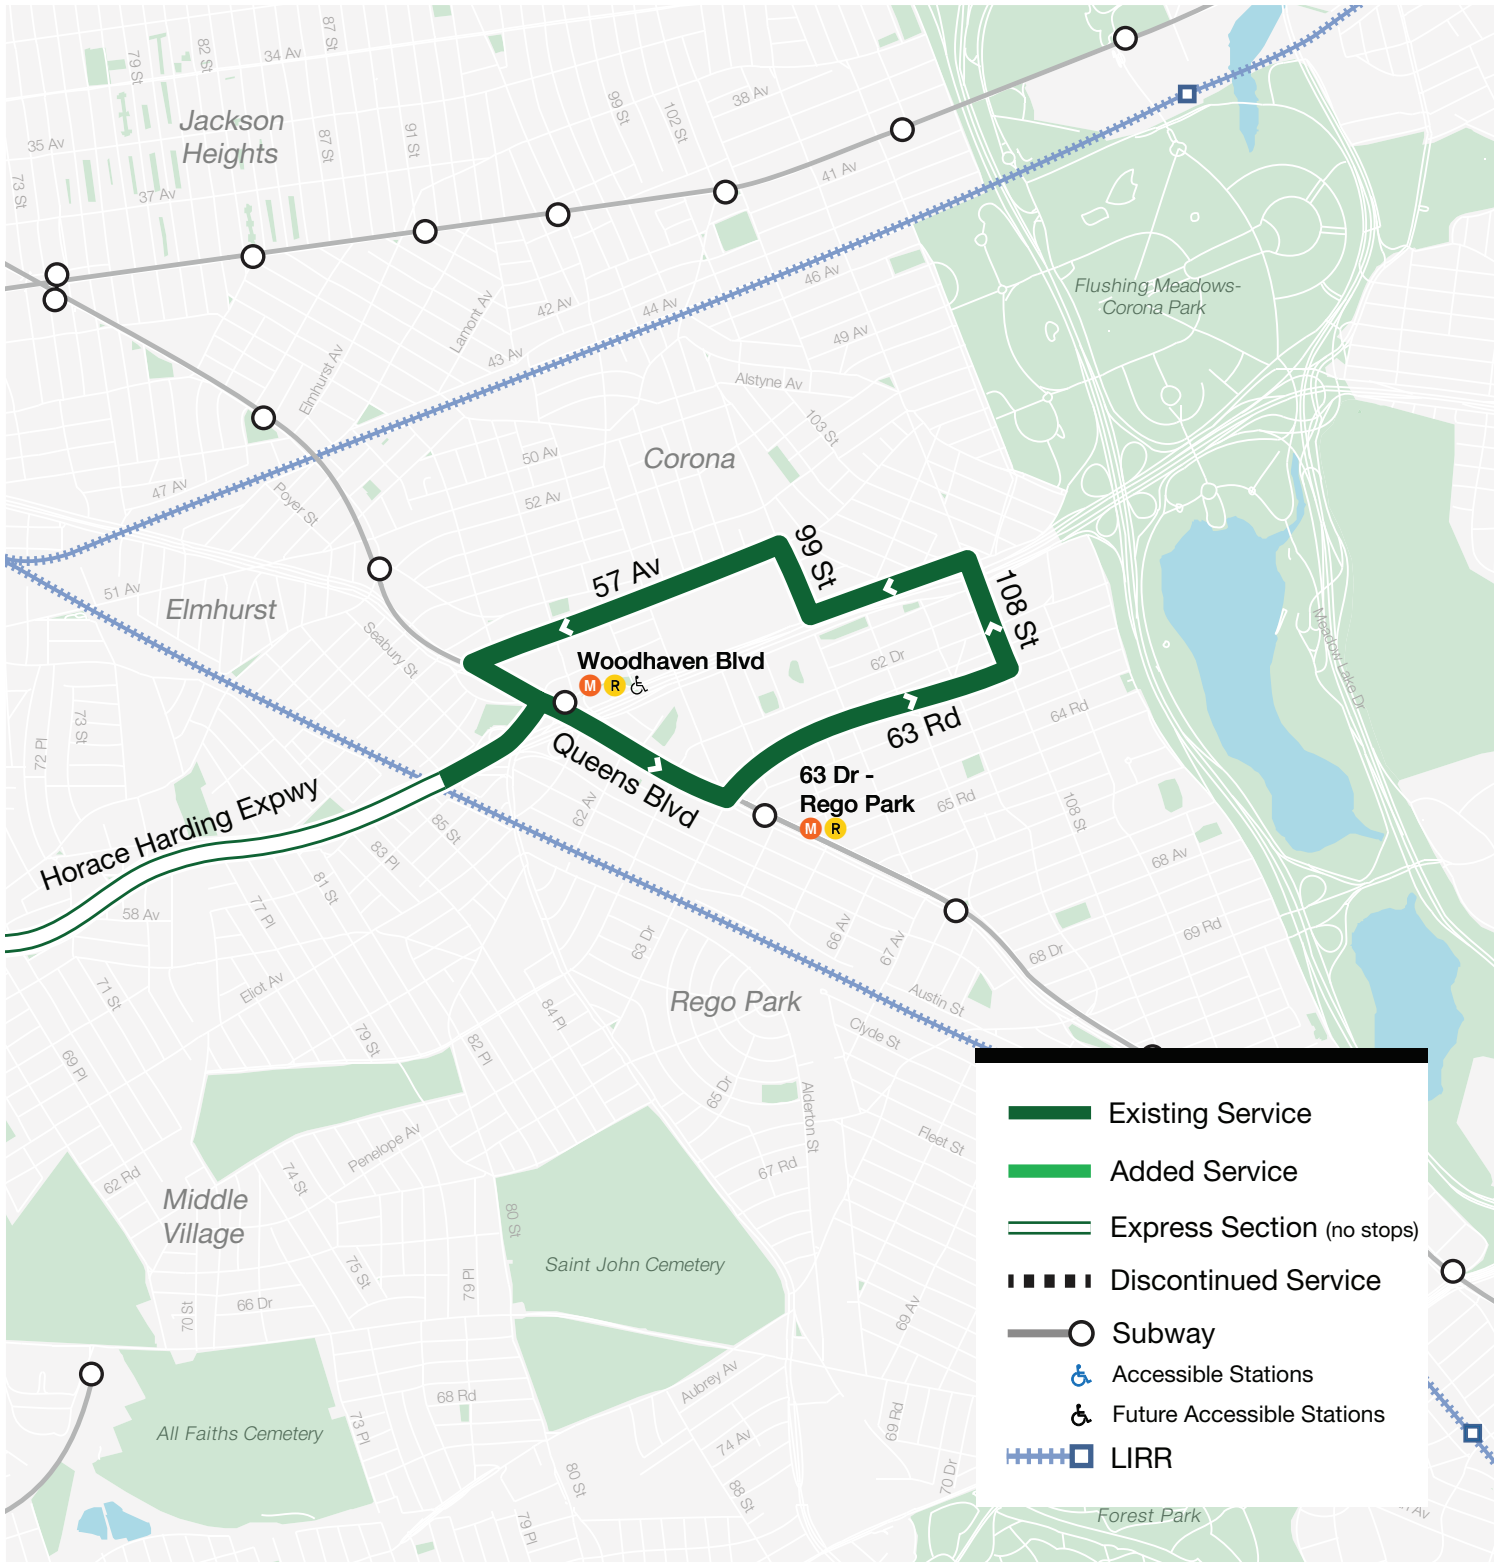 87 St
82 St
79 St
34 Av
38 Av
99 St
102 St
Jackson
Heights
87 St
91 St
35 Av
73 St
37 Av
41 Av
46 Av
Flushing Meadows-
Corona Park
Lamont Av
42 Av
44 Av
49 Av
43 Av
Elmhurst Av
Alstyne Av
103 St
Corona
50 Av
47 Av
52 Av
Poyer St
99 St
57 Av
51 Av
Elmhurst
108 St
Seabury St
Meadow Lake Dr
Woodhaven Blvd
M R
62 Dr
64 Rd
63 Rd
73 St
72 Pl
Queens Blvd
63 Dr -
Rego Park
M R
65 Rd
108 St
62 Av
Horace Harding Expwy
85 St
83 Pl
68 Av
81 St
77 Pl
58 Av
63 Dr
66 Av
67 Av
69 Rd
68 Dr
71 St
Eliot Av
Rego Park
Austin St
84 Pl
Clyde St
79 St
82 Pl
69 Pl
65 Dr
Alderton St
Fleet St
Penelope Av
67 Rd
62 Rd
74 St
Middle
Village
80 St
Saint John Cemetery
75 St
79 Pl
66 Dr
70 St
69 Av
Aubrey Av
68 Rd
73 Pl
All Faiths Cemetery
69 Rd
74 Av
80 St
88 St
70 Dr
79 Pl
Existing Service
Added Service
Express Section (no stops)
Discontinued Service
Subway
Accessible Stations
Future Accessible Stations
LIRR
Forest Park